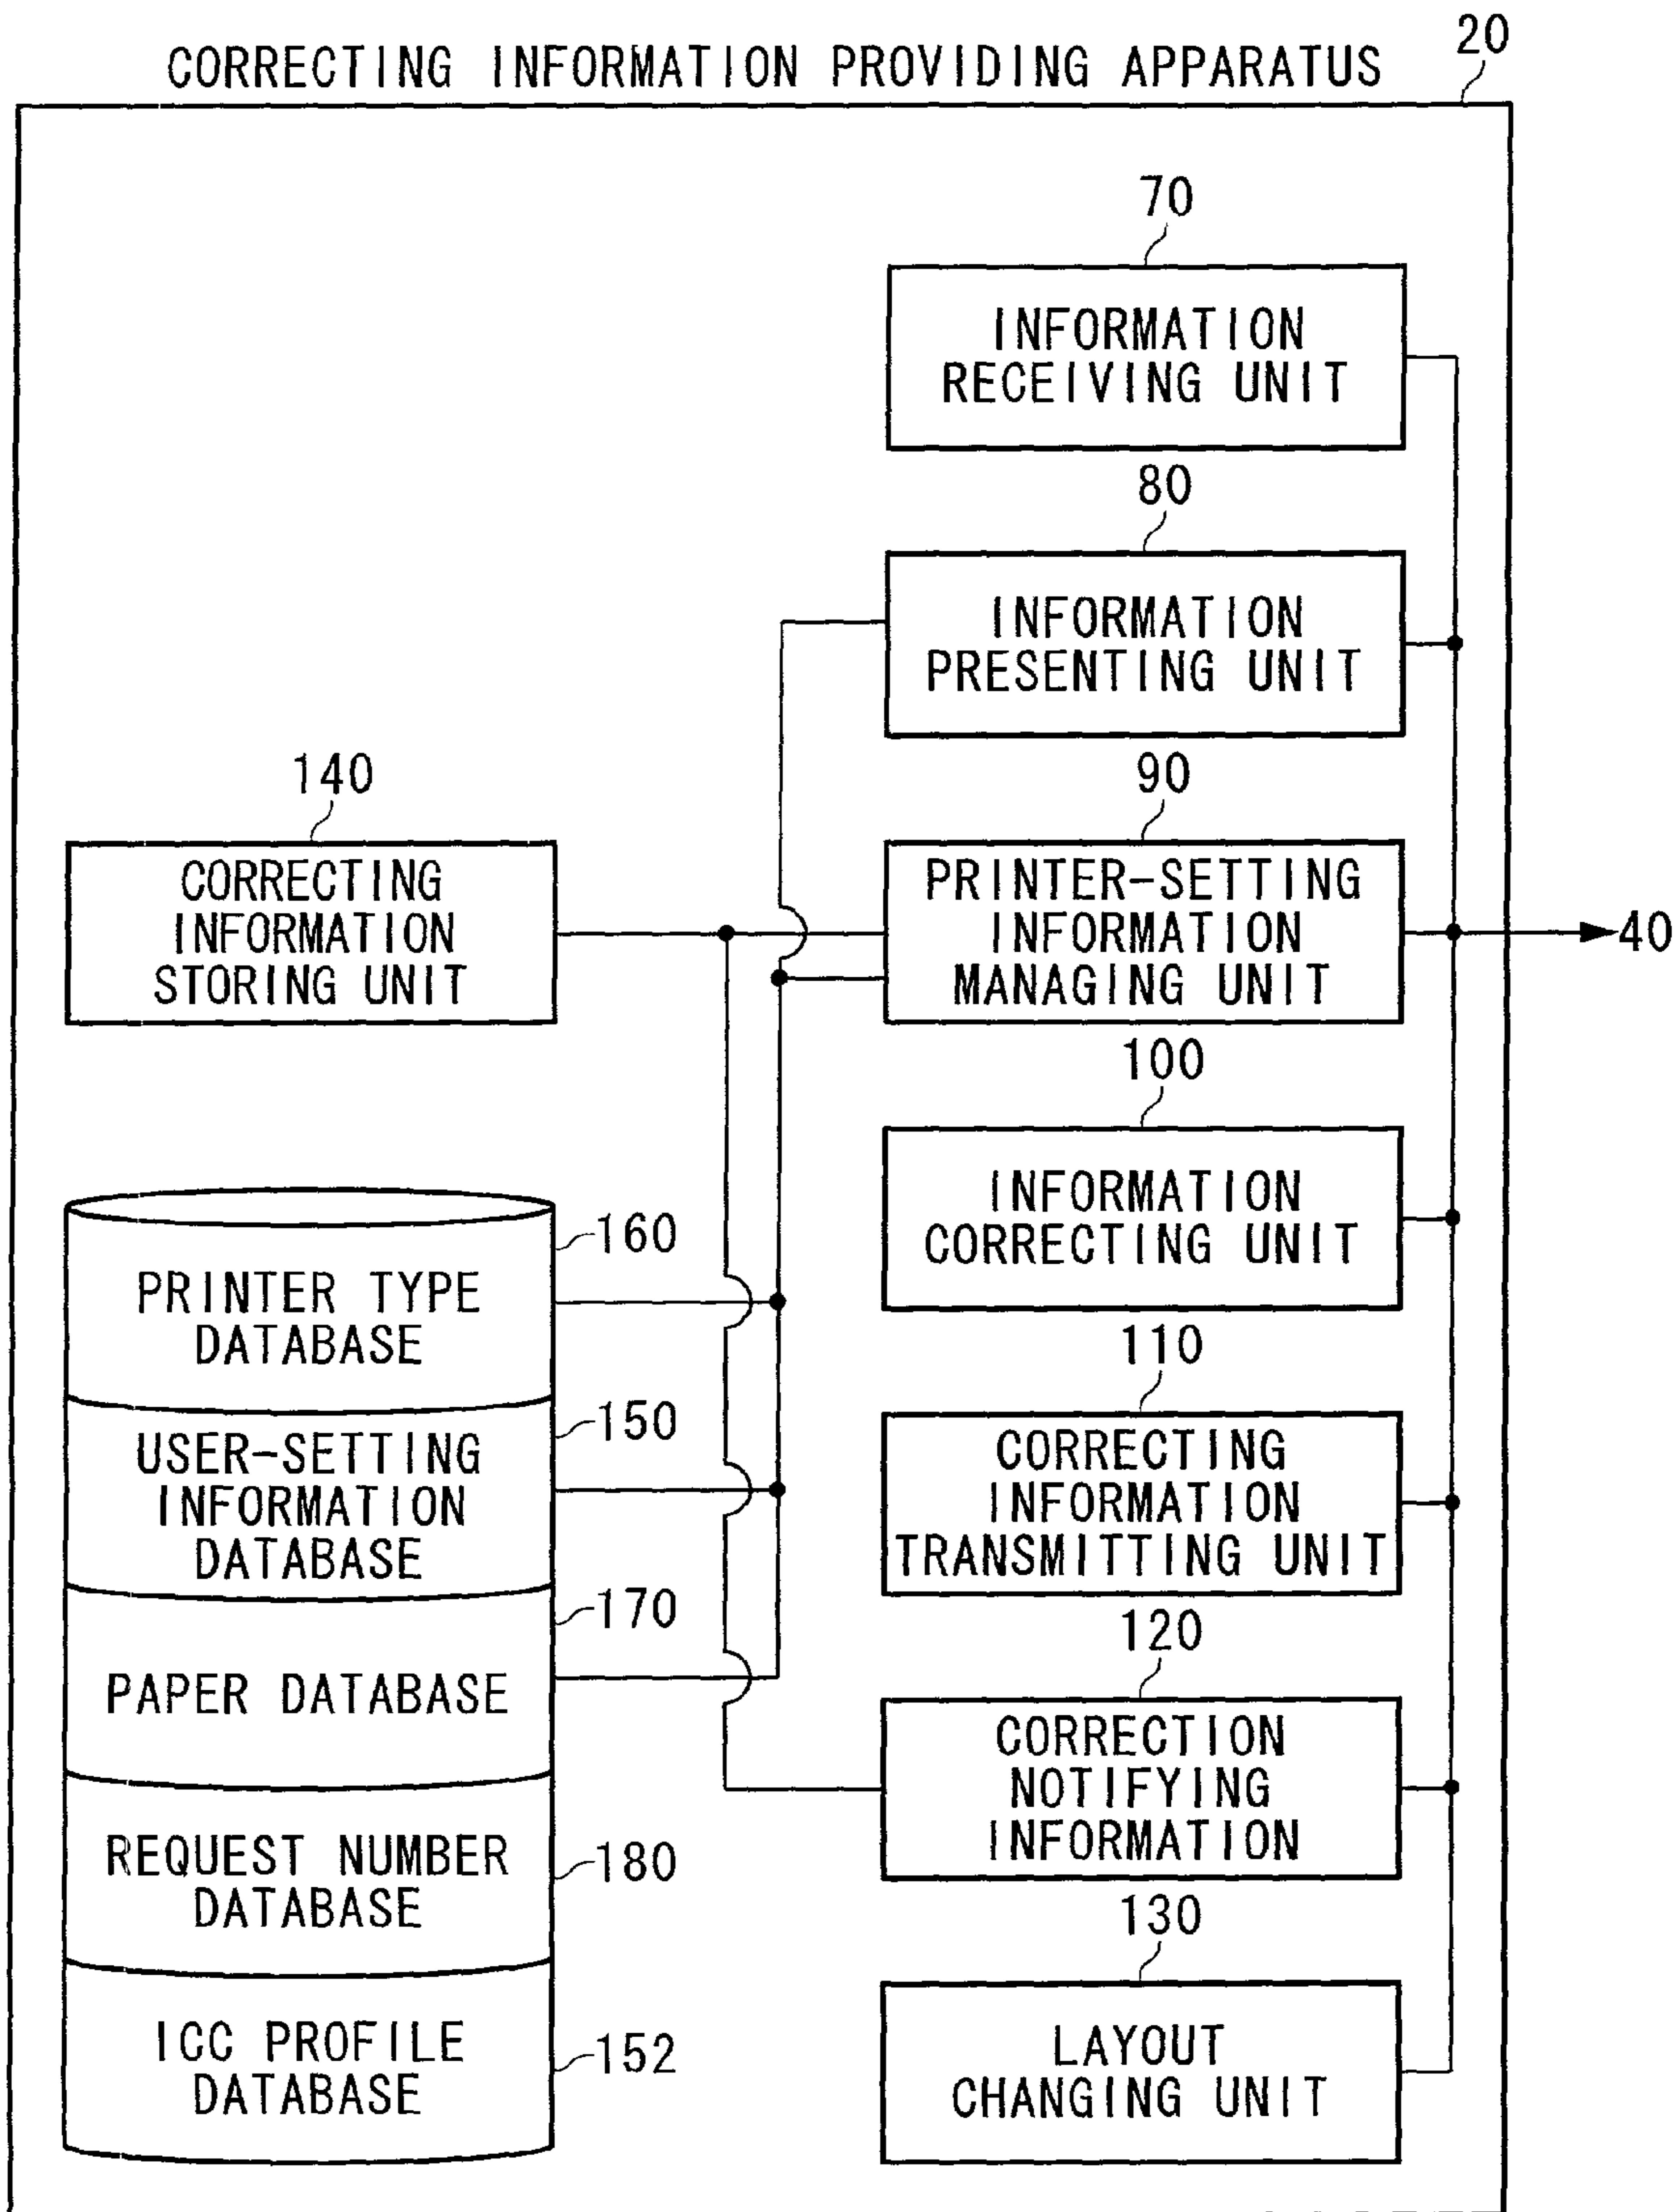 CORRECTING INFORMATION PROVIDING APPARATUS
20
70
INFORMATION
RECEIVING UNIT
80
INFORMATION
PRESENTING UNIT
140
CORRECTING
INFORMATION
STORING UNIT
90
PRINTER-SETTING
INFORMATION
MANAGING UNIT
40
100
INFORMATION
CORRECTING UNIT
160
PRINTER TYPE
DATABASE
150
USER-SETTING
INFORMATION
DATABASE
170
PAPER DATABASE
REQUEST NUMBER
DATABASE
180
ICC PROFILE
DATABASE
152
110
CORRECTING
INFORMATION
TRANSMITTING UNIT
120
CORRECTION
NOTIFYING
INFORMATION
130
LAYOUT
CHANGING UNIT